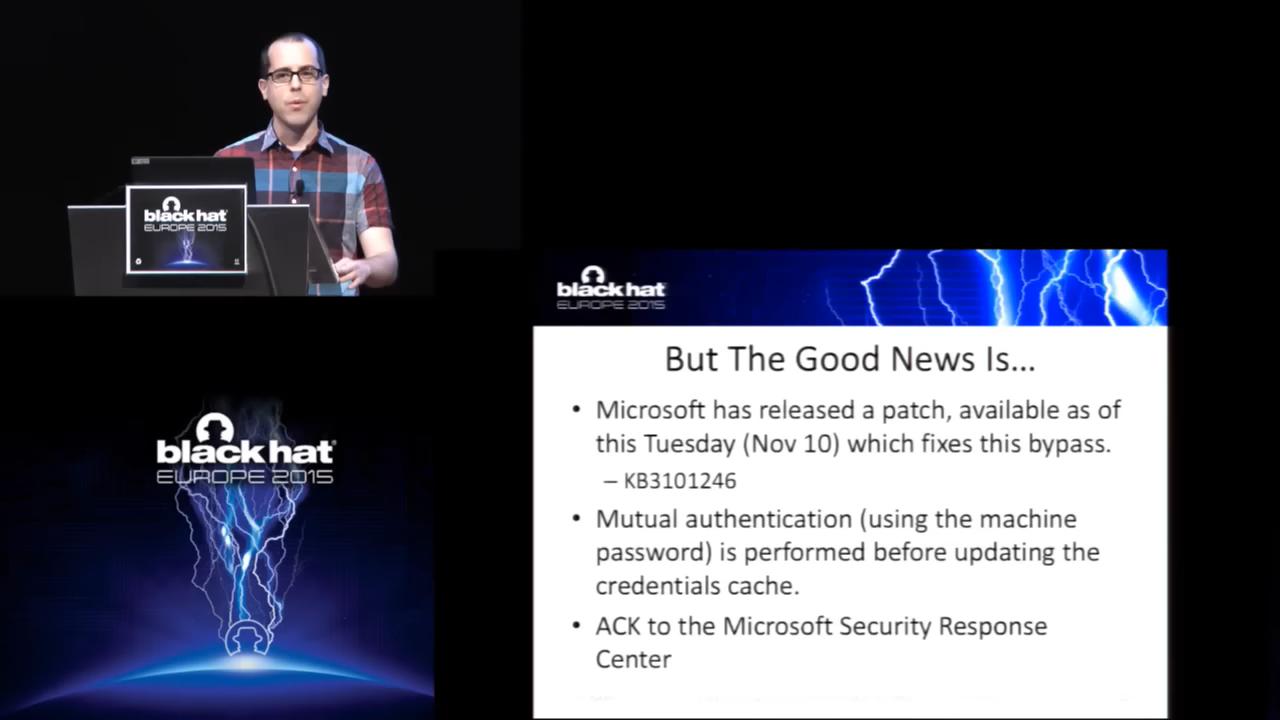 black hat
EUROPE 2015
black hat
EUROPE 2015
But The Good News Is...
• Microsoft has released a patch, available as of
this Tuesday (Nov 10) which fixes this bypass.
– KB3101246
• Mutual authentication (using the machine
password) is performed before updating the
credentials cache.
• ACK to the Microsoft Security Response
Center
black hat
EUROPE 2015